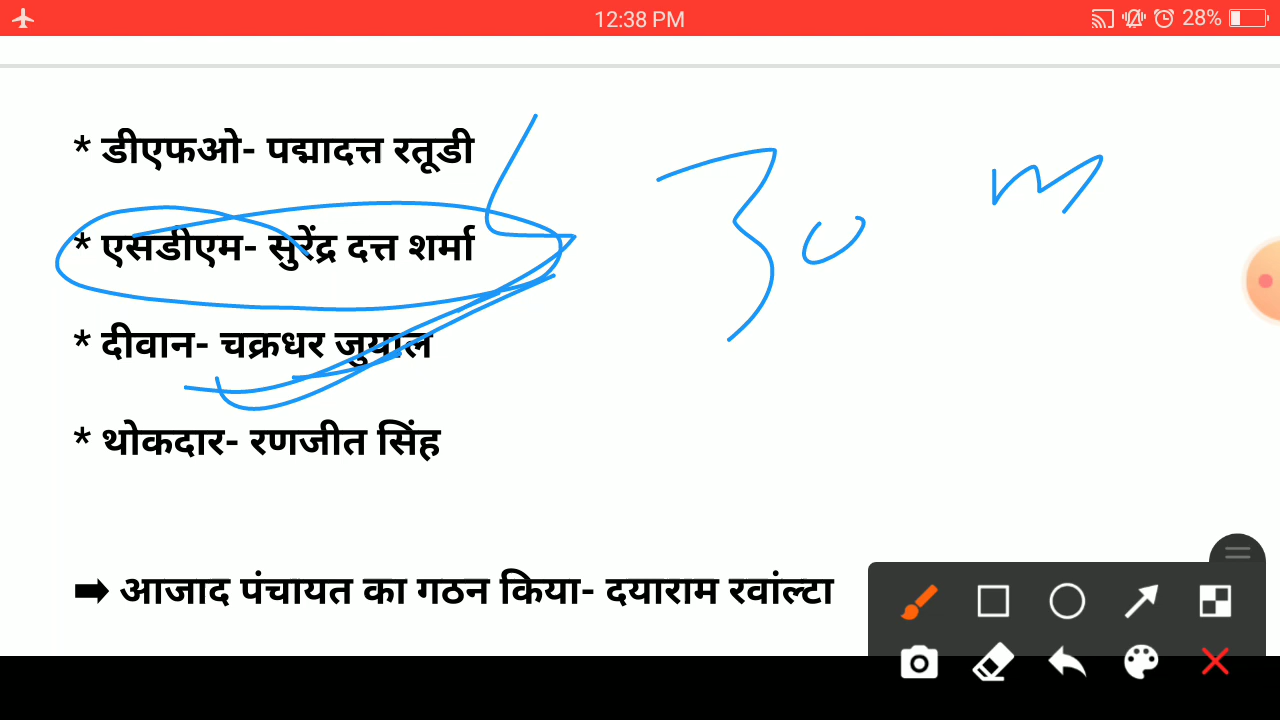 12:38 PM 28%
* डीएफओ- पद्मादत्त रतूडी
* एसडीएम- सुरेंद्र दत्त शर्मा
* दीवान- चक्रधर जुयाल
* थोकदार- रणजीत सिंह
30 m
➡ आजाद पंचायत का गठन किया- दयाराम रवांल्टा